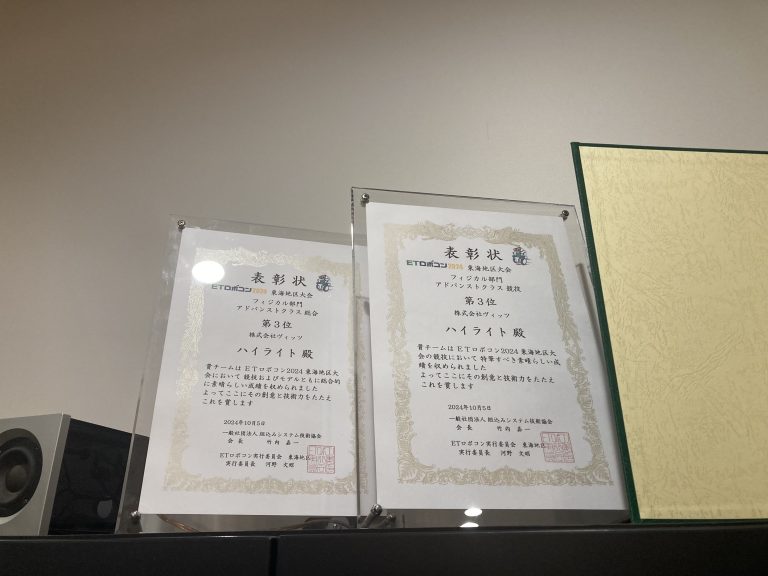 表彰状
ETロボコン2024 東海地区大会
フィジカル部門
アドバンストクラス 総合
第3位
株式会社ヴィッツ
ハイライト 殿
貴チームは ETロボコン2024 東海地区大
会において 競技およびモデルともに総合的
に素晴らしい成績を収められました
よってここにその創意と技術力をたたえ
これを賞します
2024年10月5日
一般社団法人 組込みシステム技術協会
会 長 竹内 嘉一
ETロボコン実行委員会 東海地区
実行委員長 河野 文昭
表彰状
ETロボコン2024 東海地区大会
フィジカル部門
アドバンストクラス 競技
第3位
株式会社ヴィッツ
ハイライト 殿
貴チームは ETロボコン2024 東海地区大
会の競技において 特筆すべき素晴らしい成
績を収められました
よってここにその創意と技術力をたたえ
これを賞します
2024年10月5日
一般社団法人 組込みシステム技術協会
会 長 竹内 嘉一
ETロボコン実行委員会 東海地区
実行委員長 河野 文昭